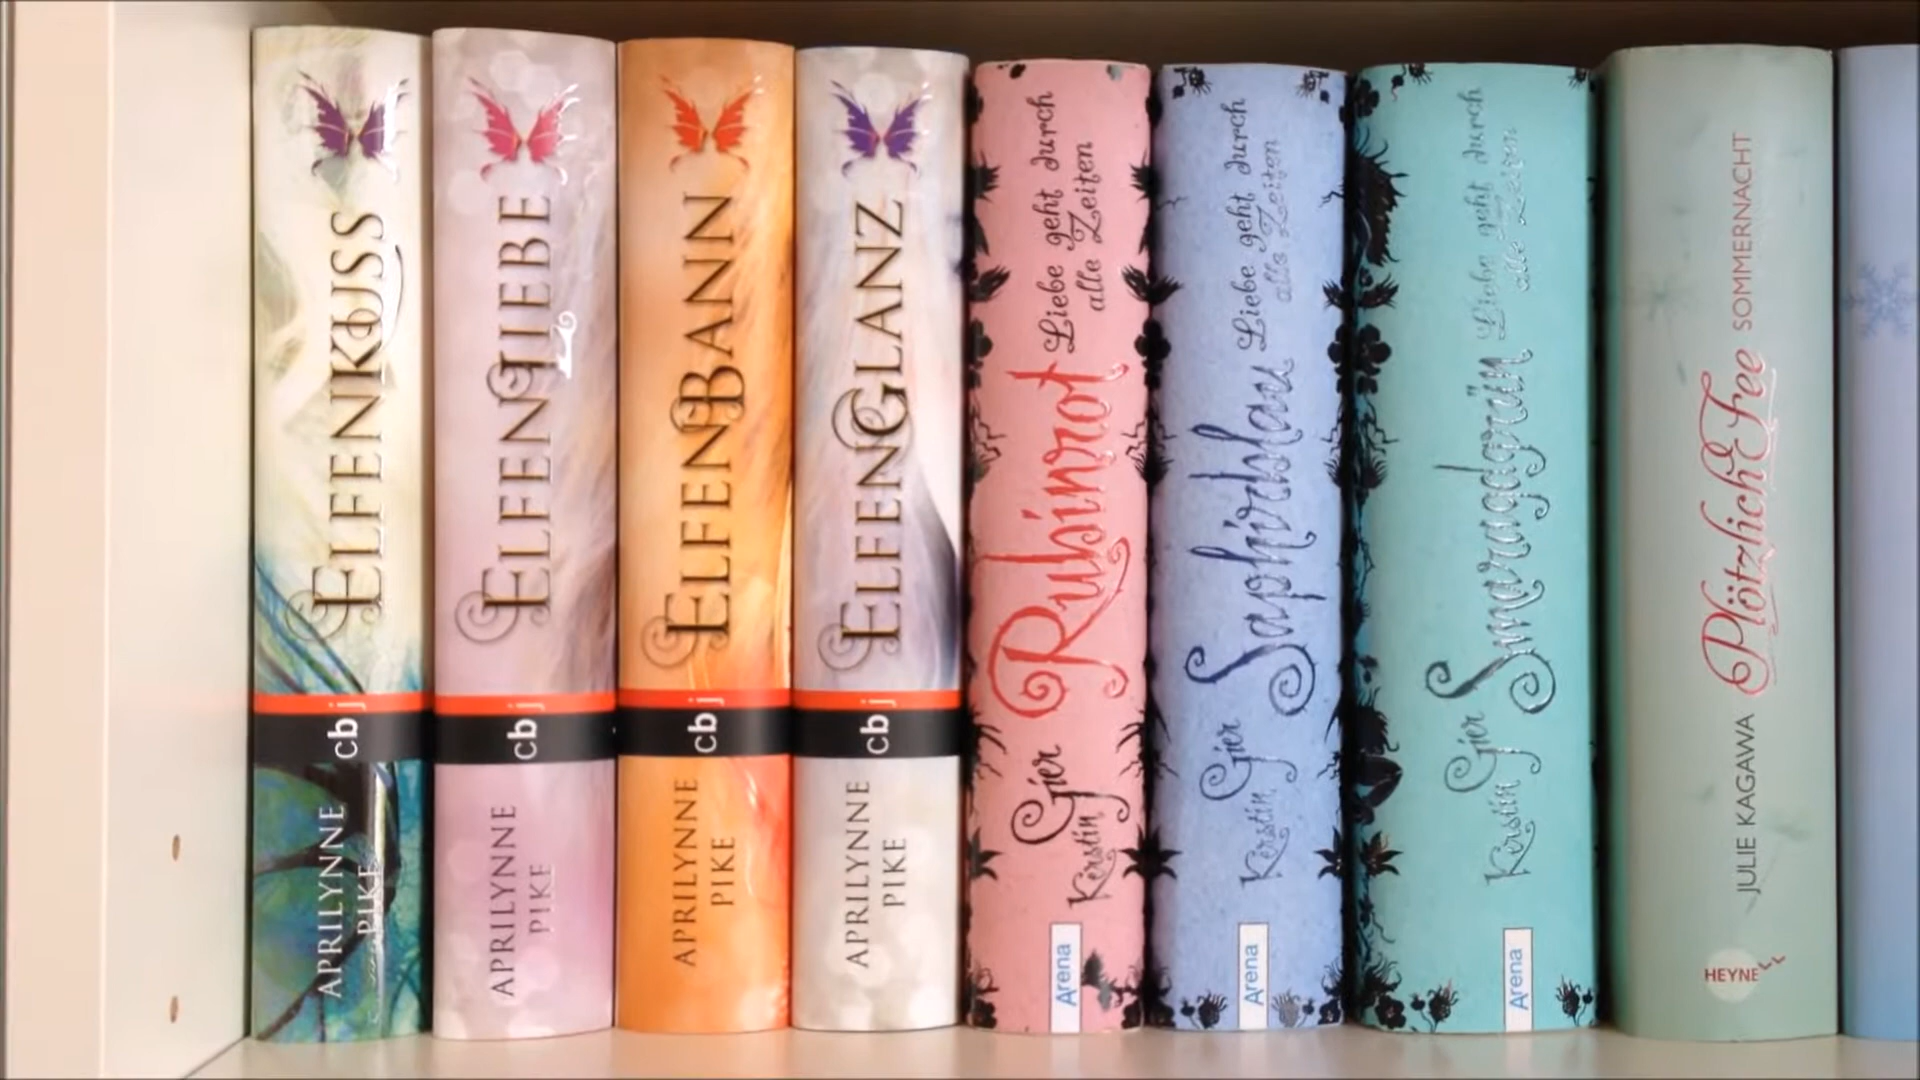 ELFENKUSS
cbj
APRILYNNE
PIKE
ELFENLIEBE
cbj
APRILYNNE
PIKE
ELFENBANN
cbj
APRILYNNE
PIKE
ELFENGLANZ
cbj
APRILYNNE
PIKE
Arena
Kerstin Gier
Rubinrot
Liebe geht durch
alle Zeiten
Arena
Kerstin Gier
Saphirblau
Liebe geht durch
alle Zeiten
Arena
Kerstin Gier
Smaragdgrün
Liebe geht durch
alle Zeiten
HEYNE
JULIE KAGAWA Plötzlich Fee SOMMERNACHT